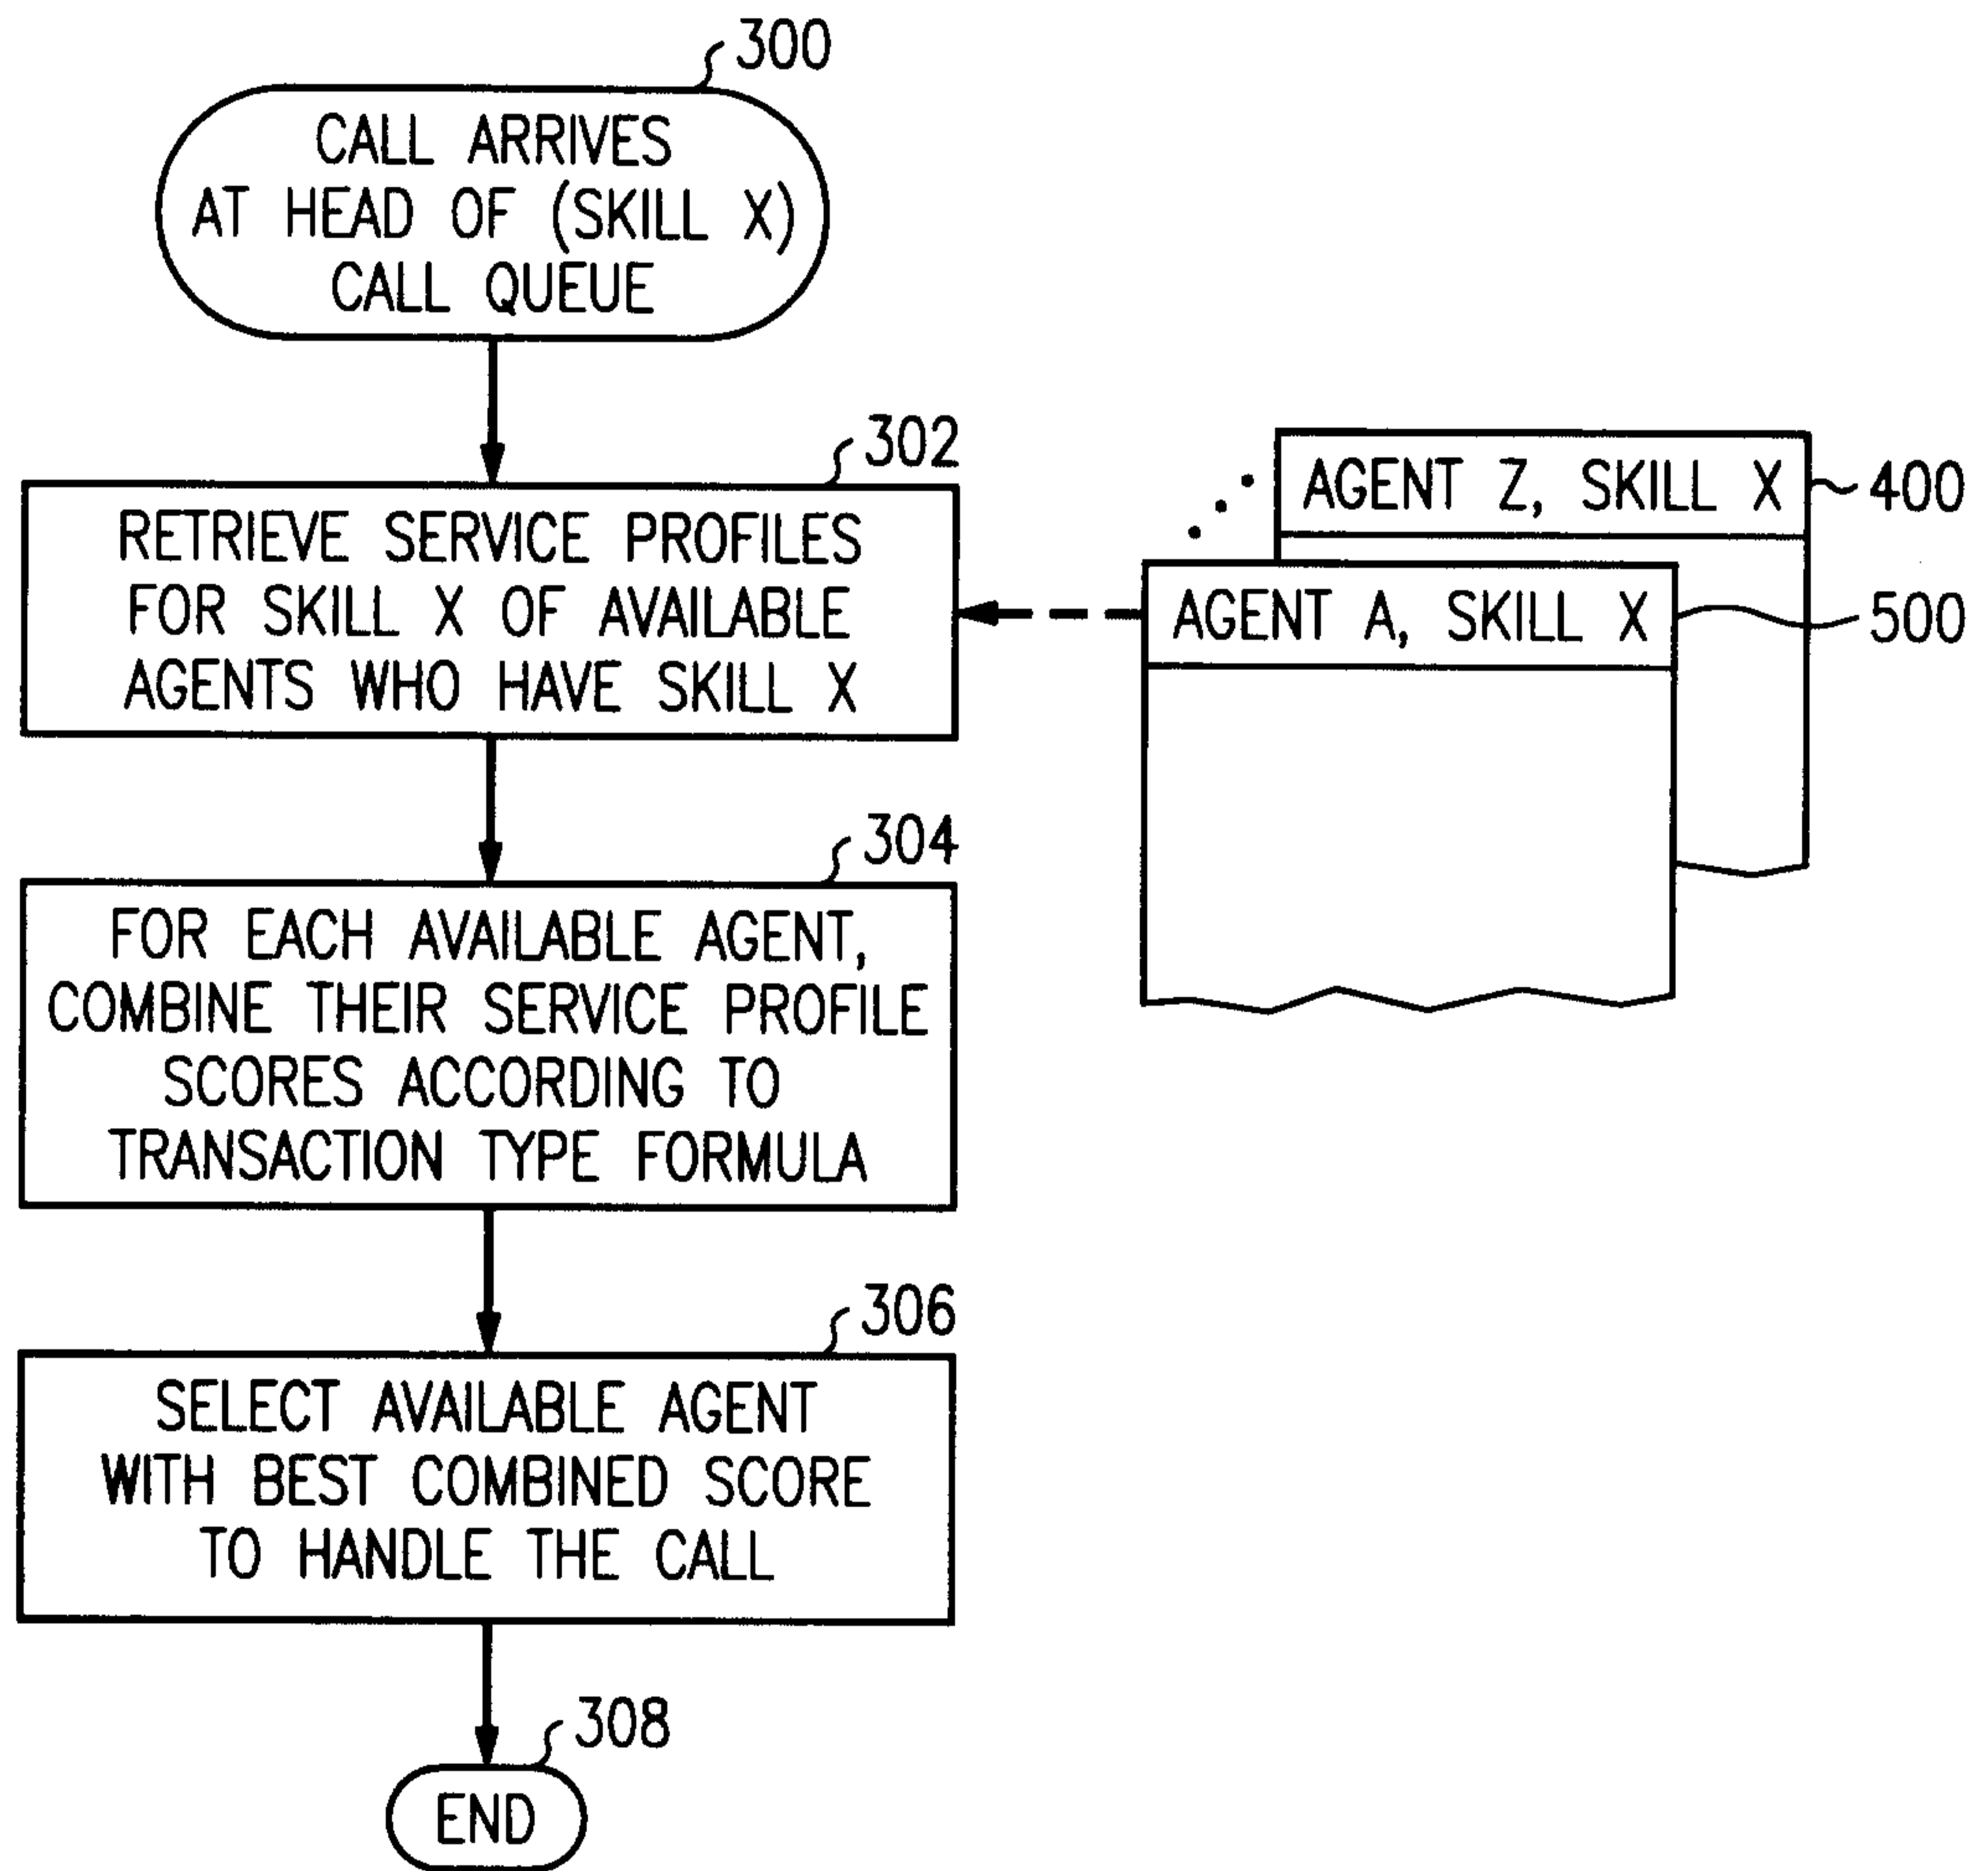 300
CALL ARRIVES
AT HEAD OF (SKILL X)
CALL QUEUE
302
RETRIEVE SERVICE PROFILES
FOR SKILL X OF AVAILABLE
AGENTS WHO HAVE SKILL X
AGENT Z, SKILL X
400
AGENT A, SKILL X
500
304
FOR EACH AVAILABLE AGENT,
COMBINE THEIR SERVICE PROFILE
SCORES ACCORDING TO
TRANSACTION TYPE FORMULA
306
SELECT AVAILABLE AGENT
WITH BEST COMBINED SCORE
TO HANDLE THE CALL
308
END